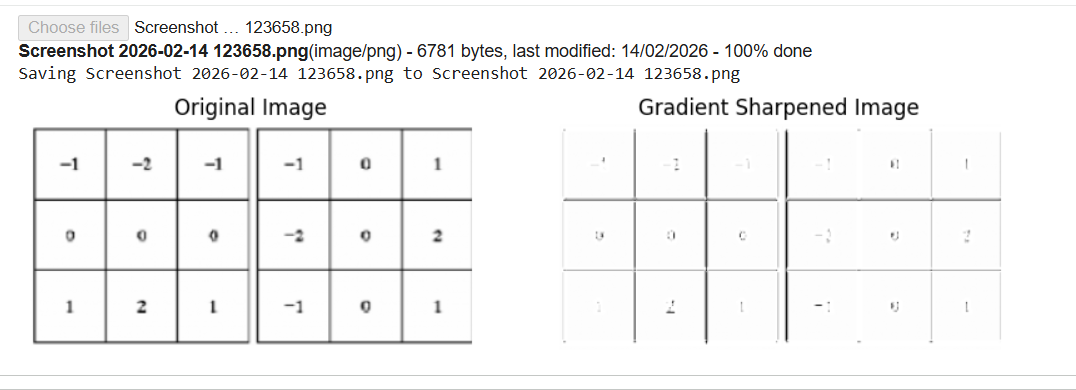 Choose files Screenshot ... 123658.png
Screenshot 2026-02-14 123658.png(image/png) - 6781 bytes, last modified: 14/02/2026 - 100% done
Saving Screenshot 2026-02-14 123658.png to Screenshot 2026-02-14 123658.png
Original Image
−1 −2 −1 −1 0 1
0 0 0 −2 0 2
1 2 1 −1 0 1
Gradient Sharpened Image